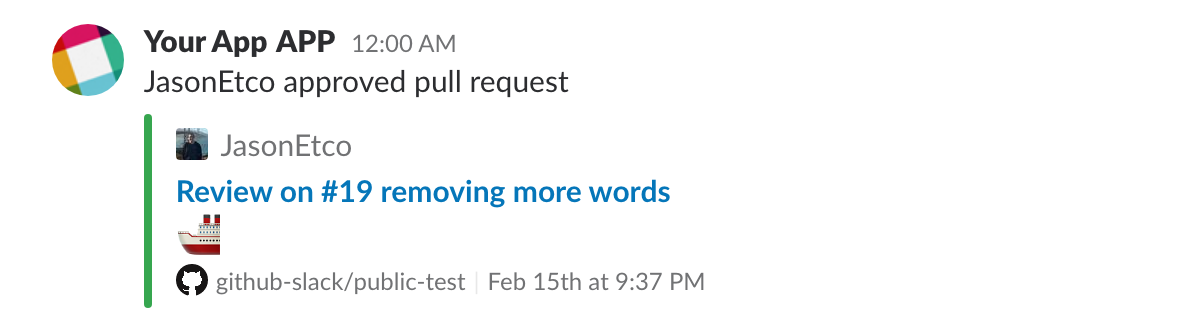 Your App APP 12:00 AM
JasonEtco approved pull request
JasonEtco
Review on #19 removing more words
github-slack/public-test | Feb 15th at 9:37 PM